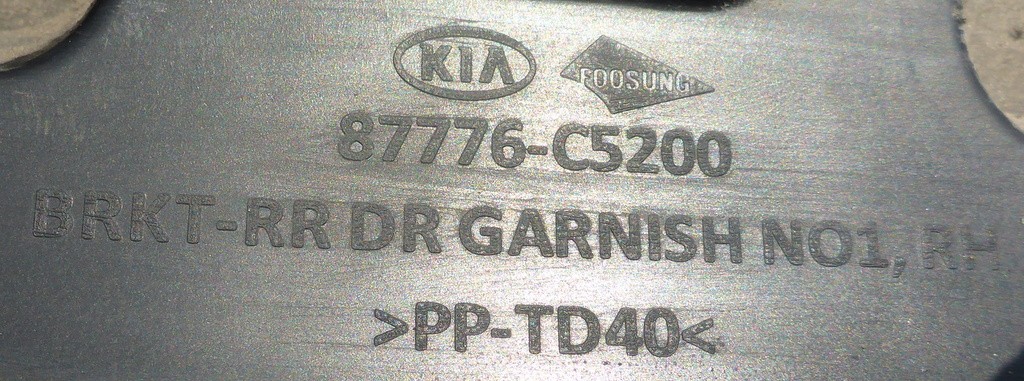 KIA FOOSUNG
87776-C5200
BRKT-RR DR GARNISH NO1, RH
>PP-TD40<